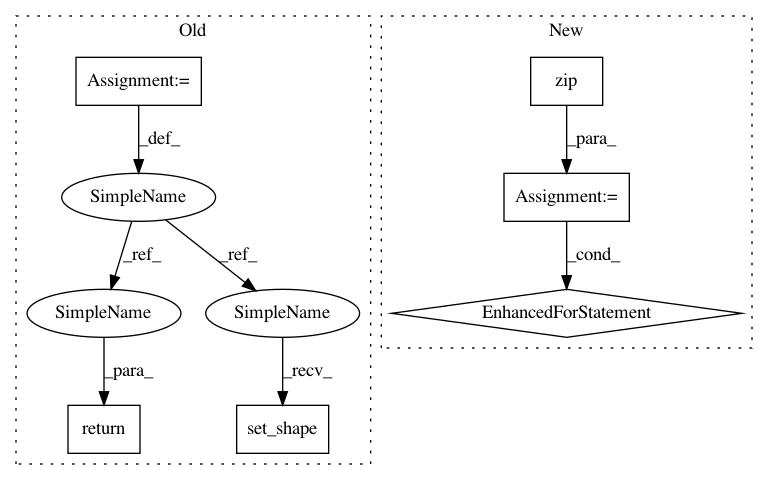 Old
New
Assignment:=
zip
_def_
_para_
SimpleName
Assignment:=
_ref_
_ref_
_cond_
SimpleName
SimpleName
EnhancedForStatement
_para_
_recv_
return
set_shape